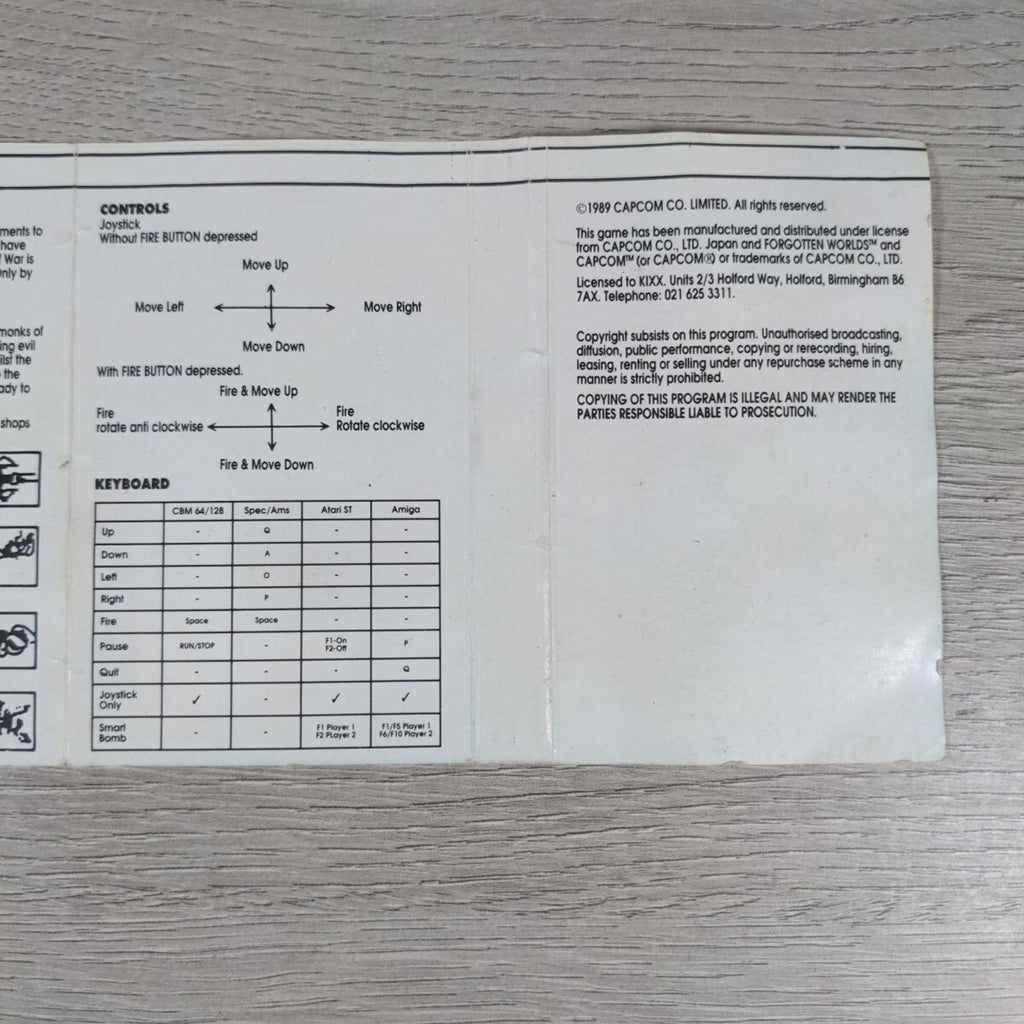 ments to
have
War is
nly by
monks of
ing evil
ilst the
the
ady to
shops
CONTROLS
Joystick
Without FIRE BUTTON depressed
Move Up
Move Left Move Right
Move Down
With FIRE BUTTON depressed.
Fire & Move Up
Fire Fire
rotate anti clockwise Rotate clockwise
Fire & Move Down
KEYBOARD
CBM 64/128 Spec/Ams Atari ST Amiga
Up - Q - -
Down - A - -
Left - O - -
Right - P - -
Fire Space Space - -
Pause RUN/STOP - F1-On P
F2-Off
Quit - - - Q
Joystick ✓ - ✓ ✓
Only
Smart - - F1 Player 1 F1/F5 Player 1
Bomb F2 PLayer 2 F6/F10 Player 2
©1989 CAPCOM CO. LIMITED. All rights reserved.
This game has been manufactured and distributed under license
from CAPCOM CO., LTD. Japan and FORGOTTEN WORLDS™ and
CAPCOM™ (or CAPCOM®) or trademarks of CAPCOM CO., LTD.
Licensed to KIXX. Units 2/3 Holford Way, Holford, Birmingham B6
7AX. Telephone: 021 625 3311.
Copyright subsists on this program. Unauthorised broadcasting,
diffusion, public performance, copying or rerecording, hiring,
leasing, renting or selling under any repurchase scheme in any
manner is strictly prohibited.
COPYING OF THIS PROGRAM IS ILLEGAL AND MAY RENDER THE
PARTIES RESPONSIBLE LIABLE TO PROSECUTION.